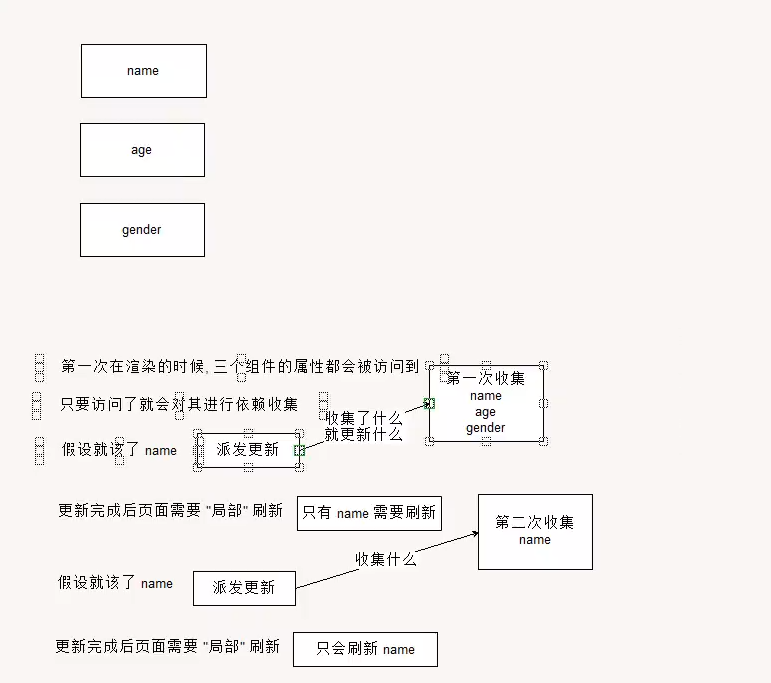 name
age
gender
第一次在渲染的时候, 三个组件的属性都会被访问到
第一次收集
name
age
gender
只要访问了就会对其进行依赖收集
收集了什么
就更新什么
假设就该了 name
派发更新
更新完成后页面需要 "局部" 刷新
只有 name 需要刷新
第二次收集
name
收集什么
假设就该了 name
派发更新
更新完成后页面需要 "局部" 刷新
只会刷新 name